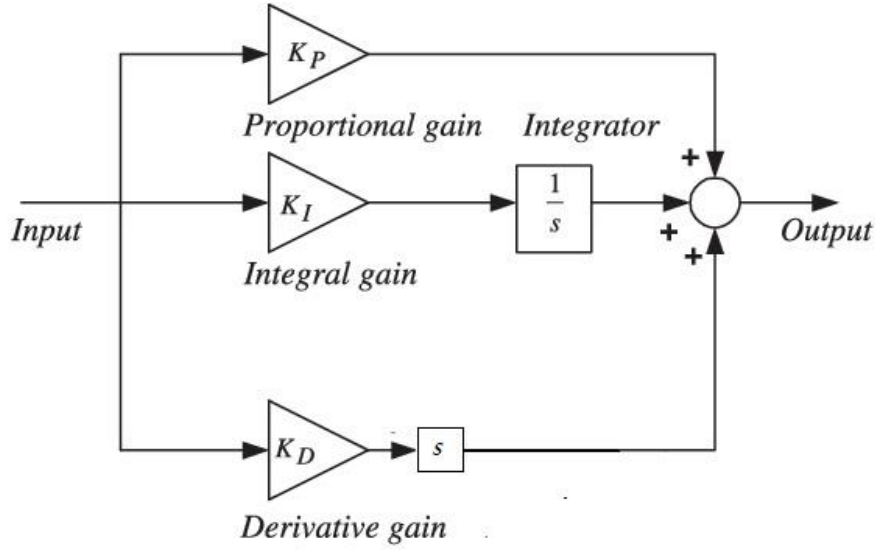 K_P
Proportional gain
Integrator
+
Input
K_I
1
s
+
+
Output
Integral gain
K_D
s
Derivative gain